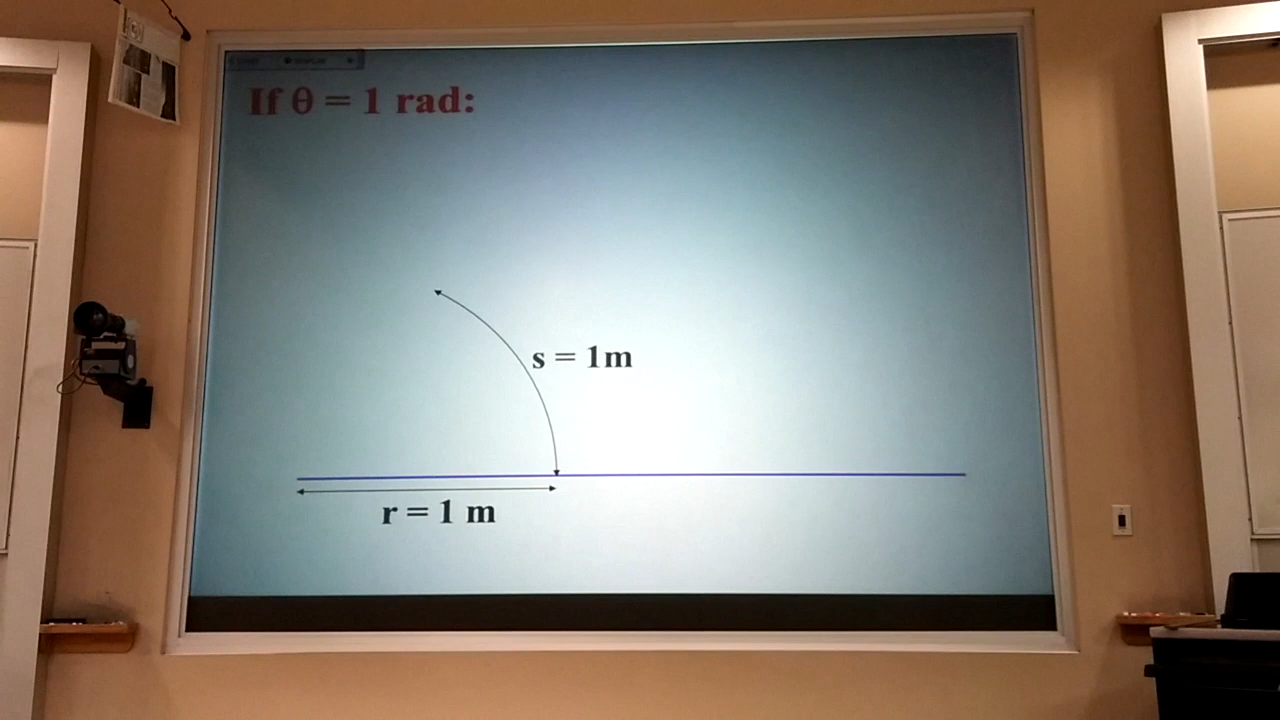 If θ = 1 rad:
s = 1m
r = 1 m